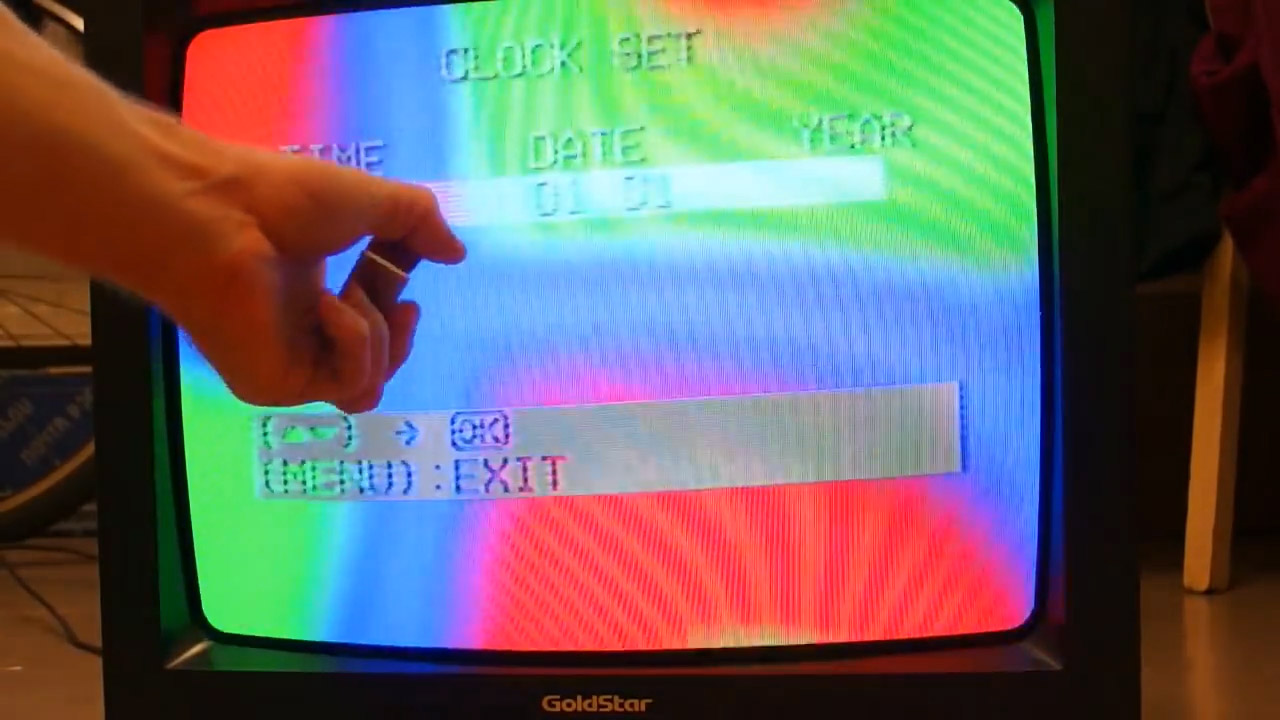 CLOCK SET
TIME DATE YEAR
01 01
(▲▼) → OK
(MENU):EXIT
GoldStar